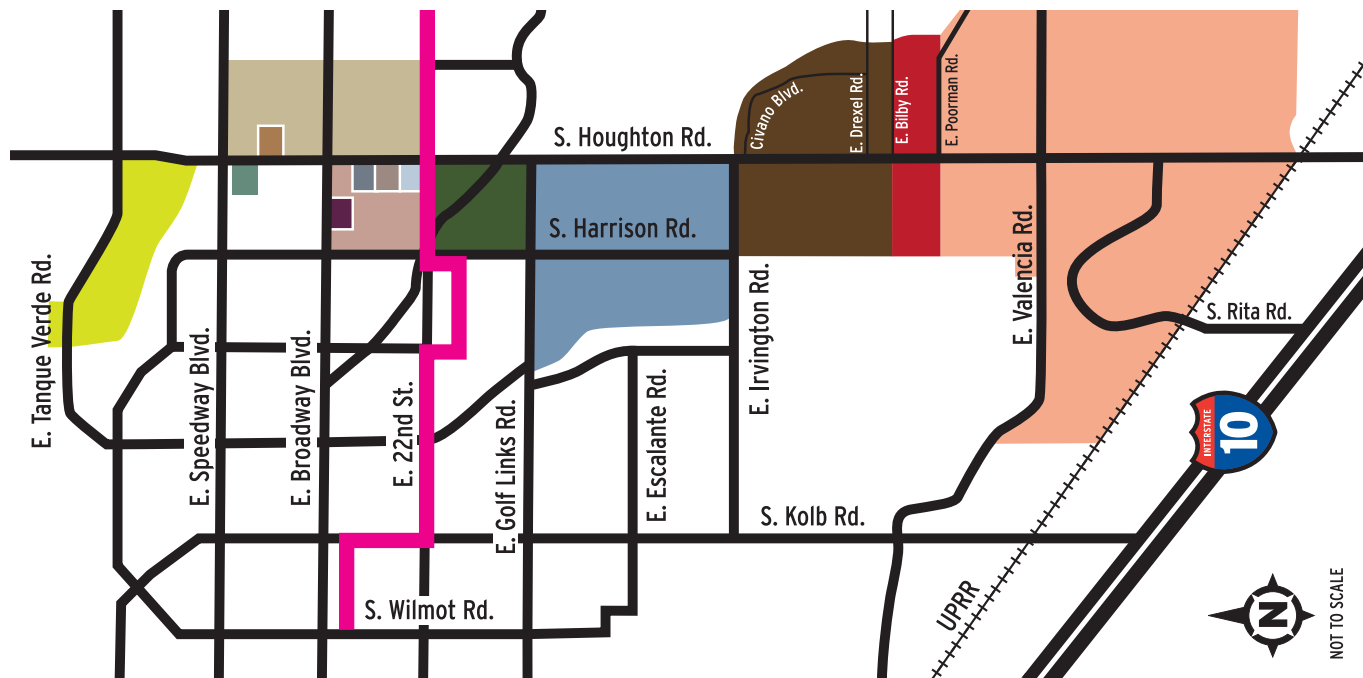 S. Houghton Rd.
Civano Blvd.
E. Drexel Rd.
E. Bilby Rd.
E. Poorman Rd.
S. Harrison Rd.
E. Tanque Verde Rd.
E. Speedway Blvd.
E. Broadway Blvd.
E. 22nd St.
E. Golf Links Rd.
E. Escalante Rd.
E. Irvington Rd.
E. Valencia Rd.
S. Rita Rd.
INTERSTATE
10
S. Kolb Rd.
S. Wilmot Rd.
UPRR
N
NOT TO SCALE